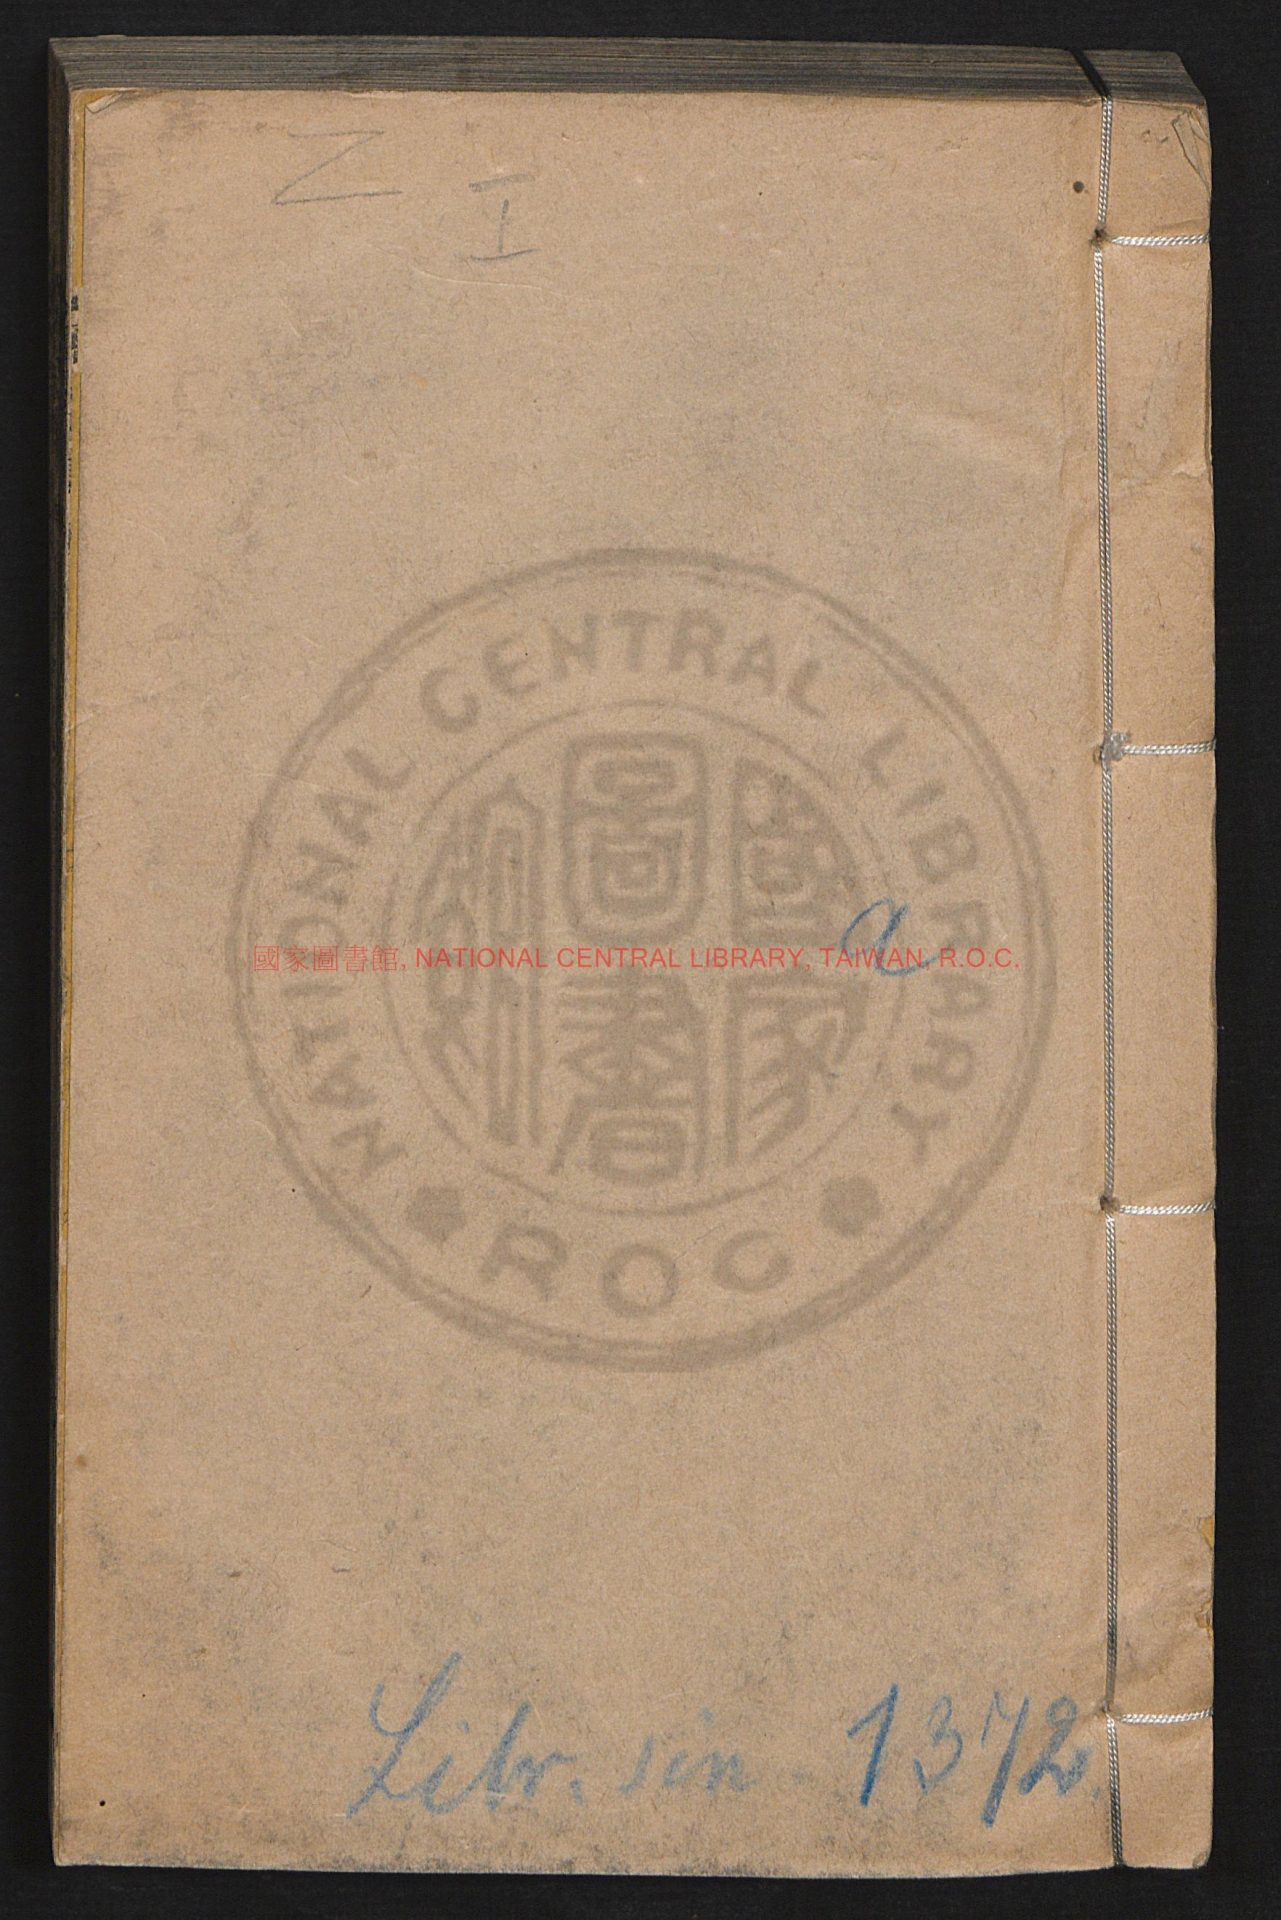 Z I
NATIONAL CENTRAL LIBRARY
國家圖書館
a
國家圖書館, NATIONAL CENTRAL LIBRARY, TAIWAN, R.O.C.
ROC
Libr. sin. 1372.